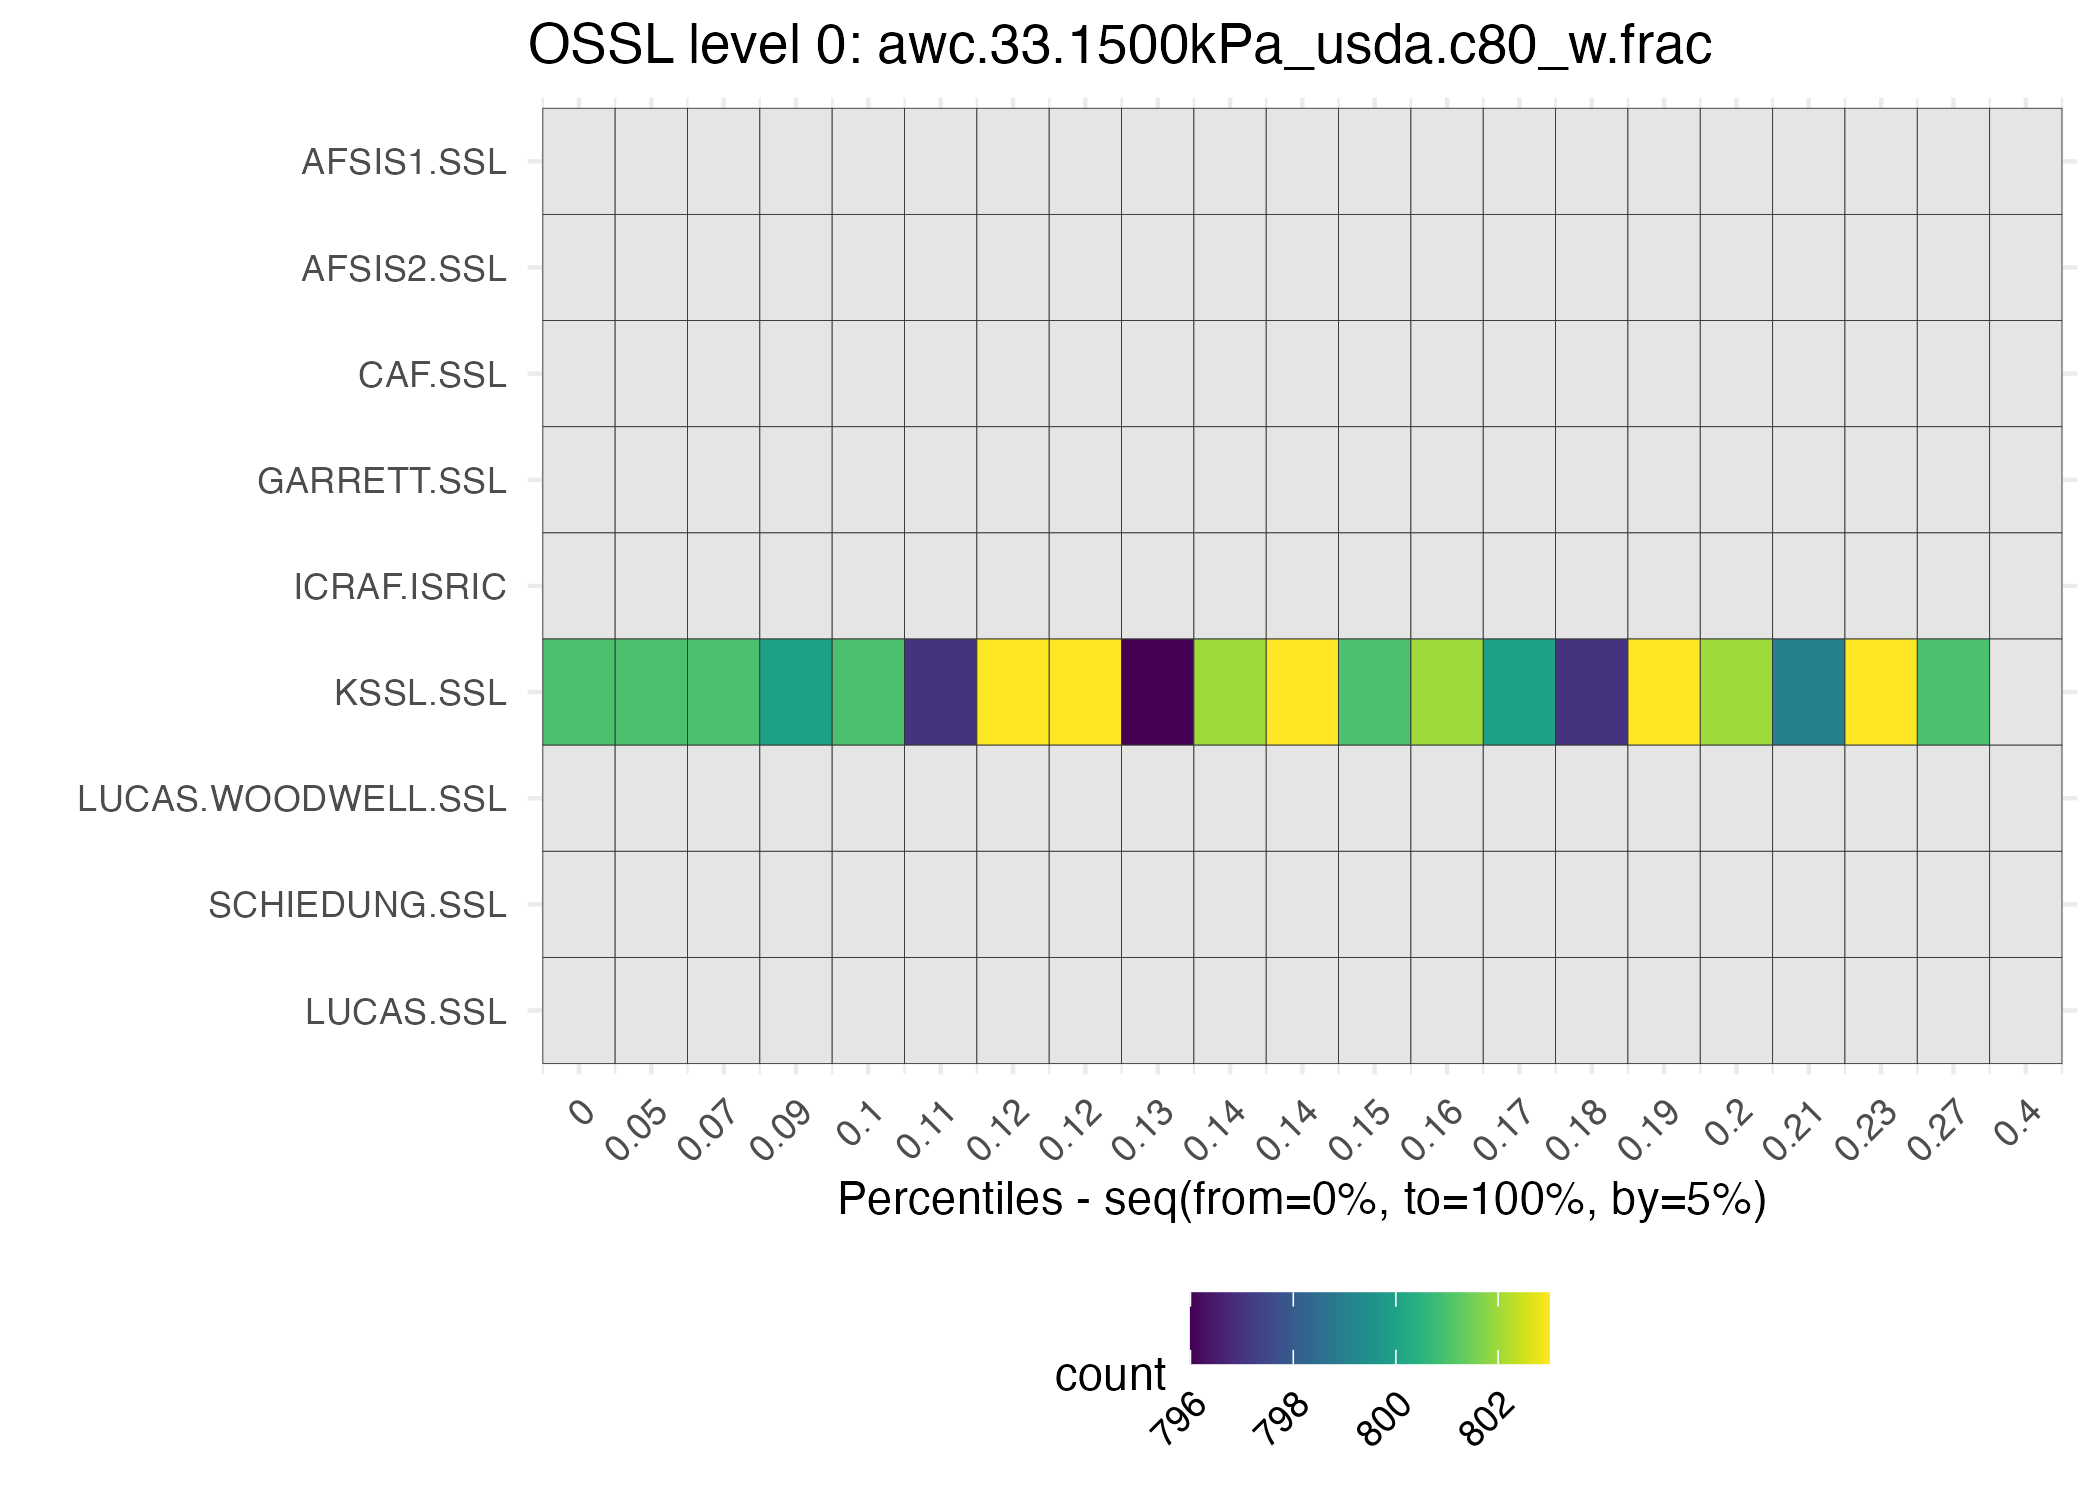 OSSL level 0: awc.33.1500kPa_usda.c80_w.frac
AFSIS1.SSL
AFSIS2.SSL
CAF.SSL
GARRETT.SSL
ICRAF.ISRIC
KSSL.SSL
LUCAS.WOODWELL.SSL
SCHIEDUNG.SSL
LUCAS.SSL
0 0.05 0.07 0.09 0.1 0.11 0.12 0.12 0.13 0.14 0.14 0.15 0.16 0.17 0.18 0.19 0.2 0.21 0.23 0.27 0.4
Percentiles - seq(from=0%, to=100%, by=5%)
count
796 798 800 802